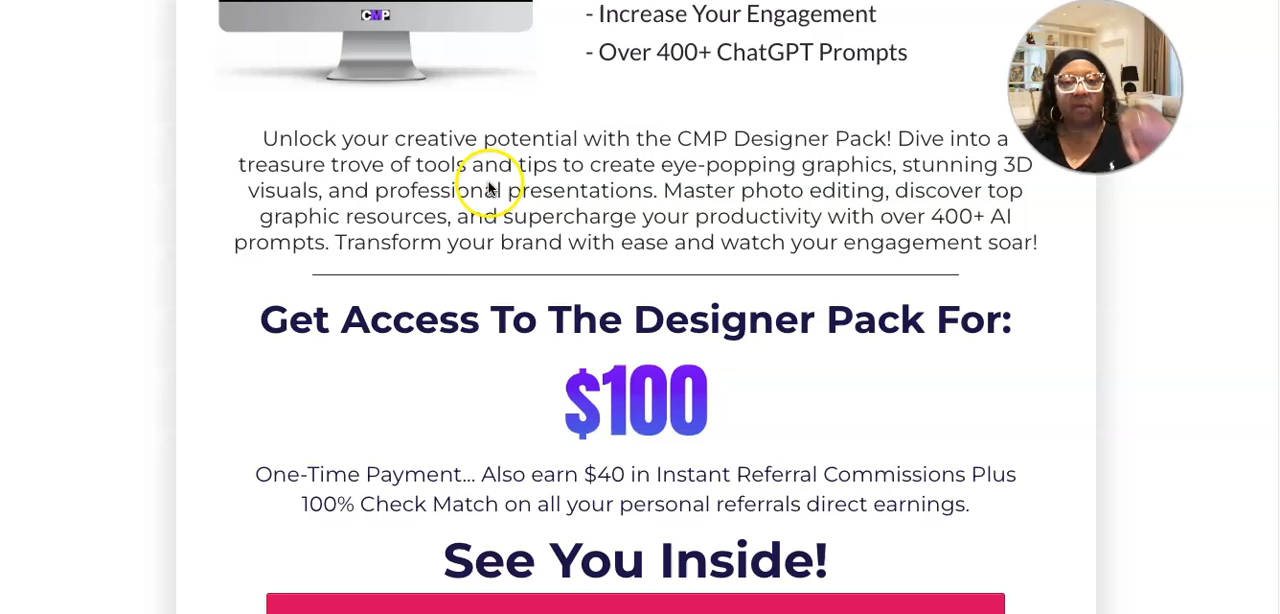 CMP
- Increase Your Engagement
- Over 400+ ChatGPT Prompts
Unlock your creative potential with the CMP Designer Pack! Dive into a
treasure trove of tools and tips to create eye-popping graphics, stunning 3D
visuals, and professional presentations. Master photo editing, discover top
graphic resources, and supercharge your productivity with over 400+ AI
prompts. Transform your brand with ease and watch your engagement soar!
Get Access To The Designer Pack For:
$100
One-Time Payment... Also earn $40 in Instant Referral Commissions Plus
100% Check Match on all your personal referrals direct earnings.
See You Inside!